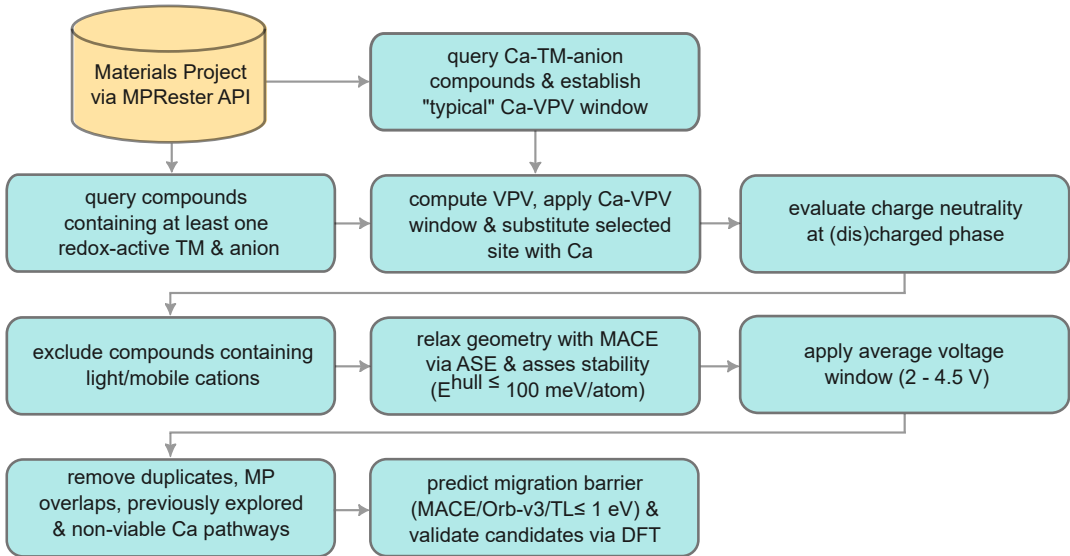 Materials Project
via MPRester API
query Ca-TM-anion
compounds & establish
"typical" Ca-VPV window
query compounds
containing at least one
redox-active TM & anion
compute VPV, apply Ca-VPV
window & substitute selected
site with Ca
evaluate charge neutrality
at (dis)charged phase
exclude compounds containing
light/mobile cations
relax geometry with MACE
via ASE & asses stability
(E^hull ≤ 100 meV/atom)
apply average voltage
window (2 - 4.5 V)
remove duplicates, MP
overlaps, previously explored
& non-viable Ca pathways
predict migration barrier
(MACE/Orb-v3/TL≤ 1 eV) &
validate candidates via DFT